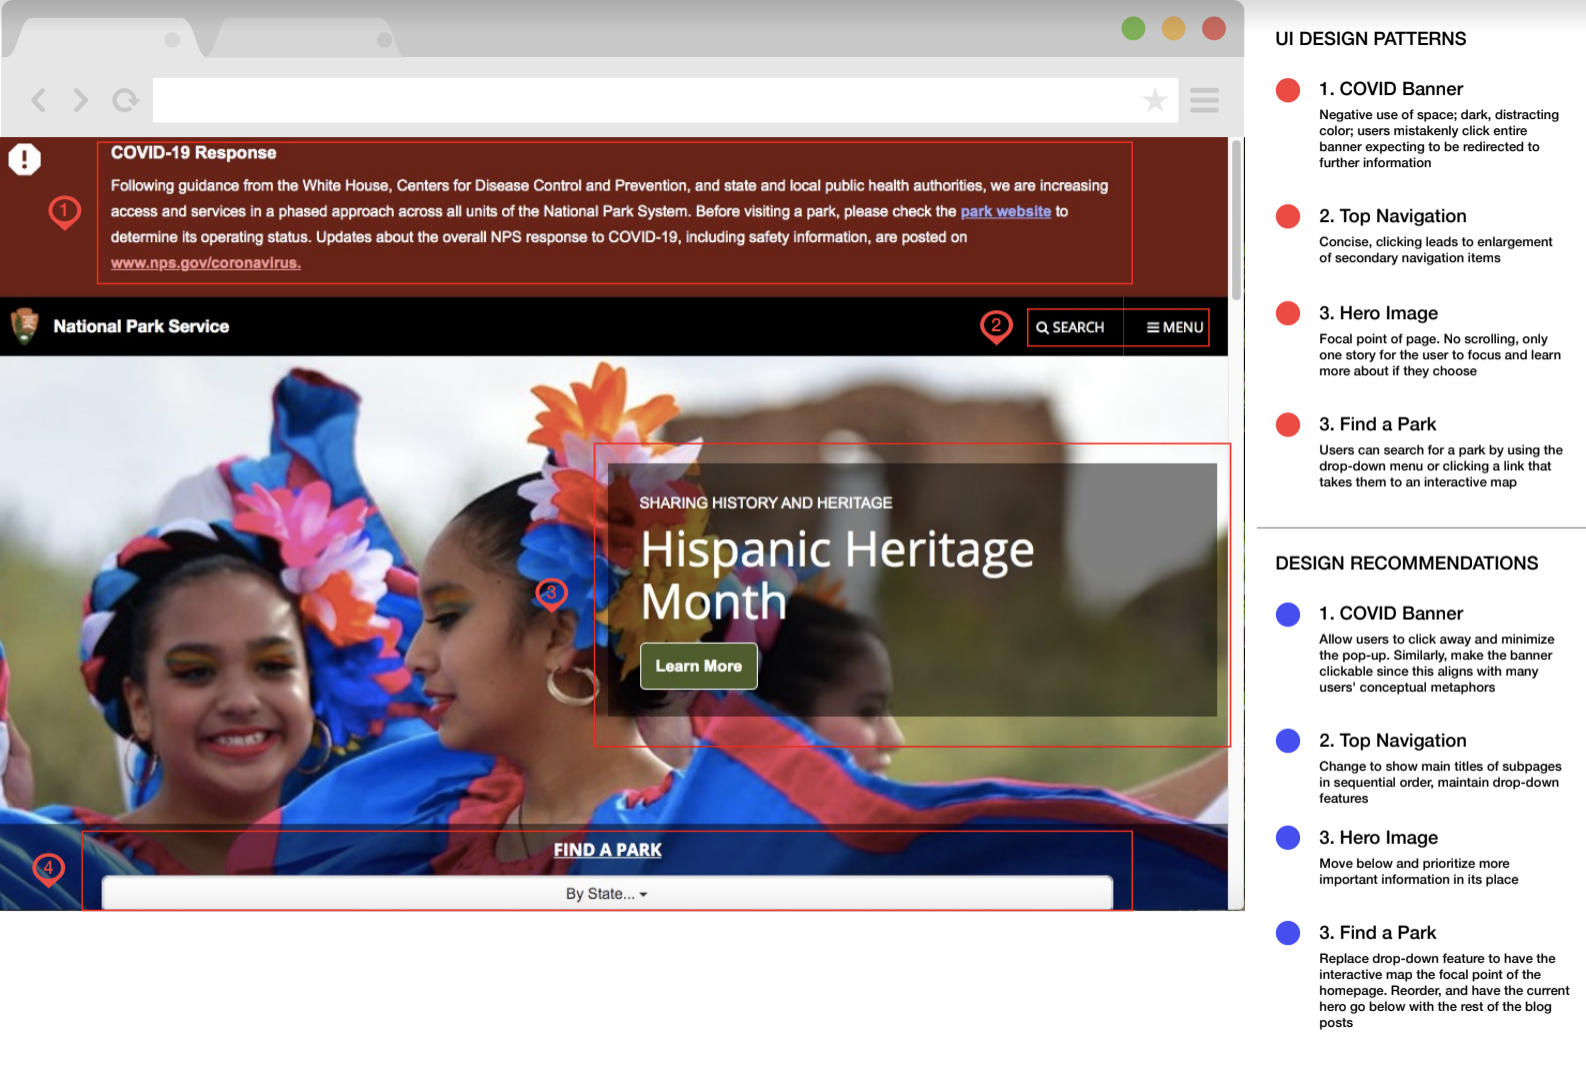 COVID-19 Response
Following guidance from the White House, Centers for Disease Control and Prevention, and state and local public health authorities, we are increasing
access and services in a phased approach across all units of the National Park System. Before visiting a park, please check the park website to
determine its operating status. Updates about the overall NPS response to COVID-19, including safety information, are posted on
www.nps.gov/coronavirus.
1
National Park Service
2
SEARCH
MENU
SHARING HISTORY AND HERITAGE
Hispanic Heritage
Month
3
Learn More
4
FIND A PARK
By State...
UI DESIGN PATTERNS
1. COVID Banner
Negative use of space; dark, distracting
color; users mistakenly click entire
banner expecting to be redirected to
further information
2. Top Navigation
Concise, clicking leads to enlargement
of secondary navigation items
3. Hero Image
Focal point of page. No scrolling, only
one story for the user to focus and learn
more about if they choose
3. Find a Park
Users can search for a park by using the
drop-down menu or clicking a link that
takes them to an interactive map
DESIGN RECOMMENDATIONS
1. COVID Banner
Allow users to click away and minimize
the pop-up. Similarly, make the banner
clickable since this aligns with many
users' conceptual metaphors
2. Top Navigation
Change to show main titles of subpages
in sequential order, maintain drop-down
features
3. Hero Image
Move below and prioritize more
important information in its place
3. Find a Park
Replace drop-down feature to have the
interactive map the focal point of the
homepage. Reorder, and have the current
hero go below with the rest of the blog
posts